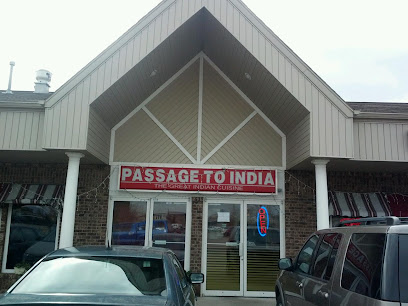 PASSAGE TO INDIA
THE GREAT INDIAN CUISINE